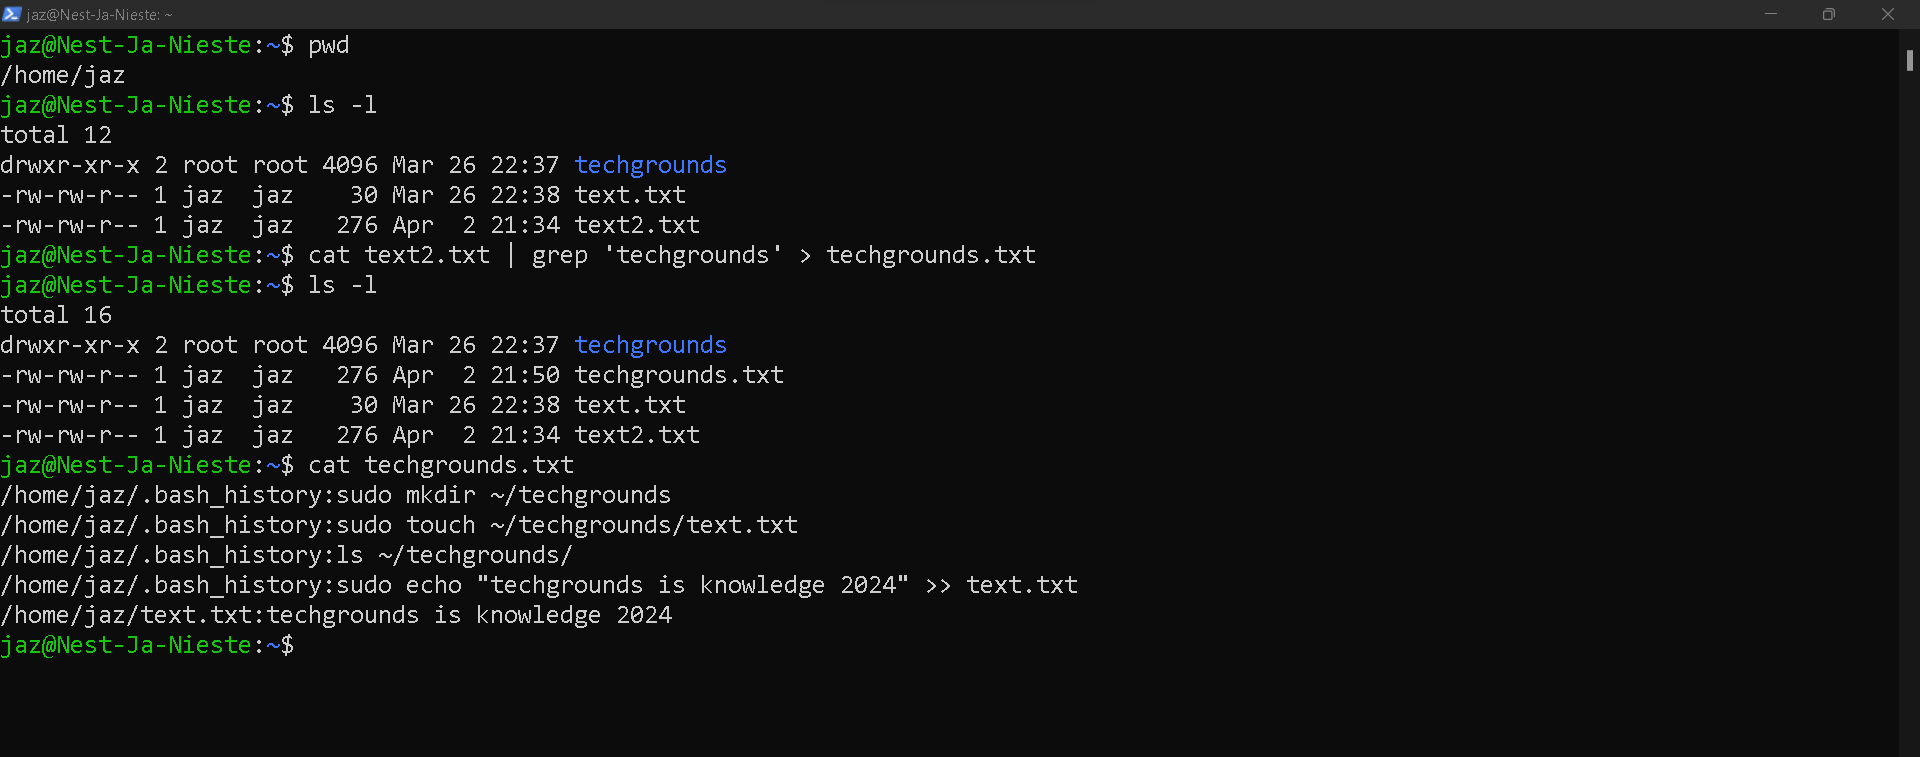 jaz@Nest-Ja-Nieste: ~
jaz@Nest-Ja-Nieste:~$ pwd
/home/jaz
jaz@Nest-Ja-Nieste:~$ ls -l
total 12
drwxr-xr-x 2 root root 4096 Mar 26 22:37 techgrounds
-rw-rw-r-- 1 jaz  jaz    30 Mar 26 22:38 text.txt
-rw-rw-r-- 1 jaz  jaz   276 Apr  2 21:34 text2.txt
jaz@Nest-Ja-Nieste:~$ cat text2.txt | grep 'techgrounds' > techgrounds.txt
jaz@Nest-Ja-Nieste:~$ ls -l
total 16
drwxr-xr-x 2 root root 4096 Mar 26 22:37 techgrounds
-rw-rw-r-- 1 jaz  jaz   276 Apr  2 21:50 techgrounds.txt
-rw-rw-r-- 1 jaz  jaz    30 Mar 26 22:38 text.txt
-rw-rw-r-- 1 jaz  jaz   276 Apr  2 21:34 text2.txt
jaz@Nest-Ja-Nieste:~$ cat techgrounds.txt
/home/jaz/.bash_history:sudo mkdir ~/techgrounds
/home/jaz/.bash_history:sudo touch ~/techgrounds/text.txt
/home/jaz/.bash_history:ls ~/techgrounds/
/home/jaz/.bash_history:sudo echo "techgrounds is knowledge 2024" >> text.txt
/home/jaz/text.txt:techgrounds is knowledge 2024
jaz@Nest-Ja-Nieste:~$